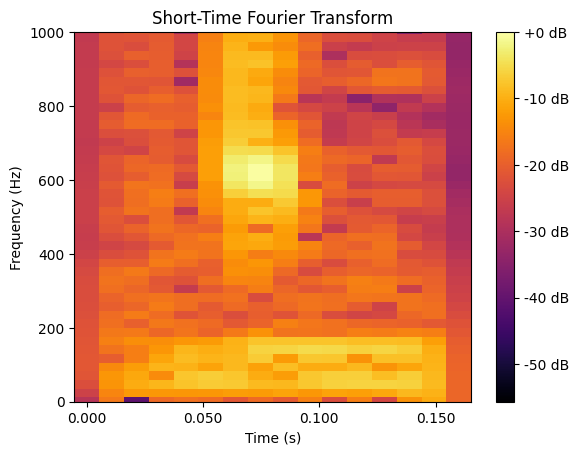 Short-Time Fourier Transform
1000
800
600
400
200
0
Frequency (Hz)
0.000
0.050
0.100
0.150
Time (s)
+0 dB
-10 dB
-20 dB
-30 dB
-40 dB
-50 dB